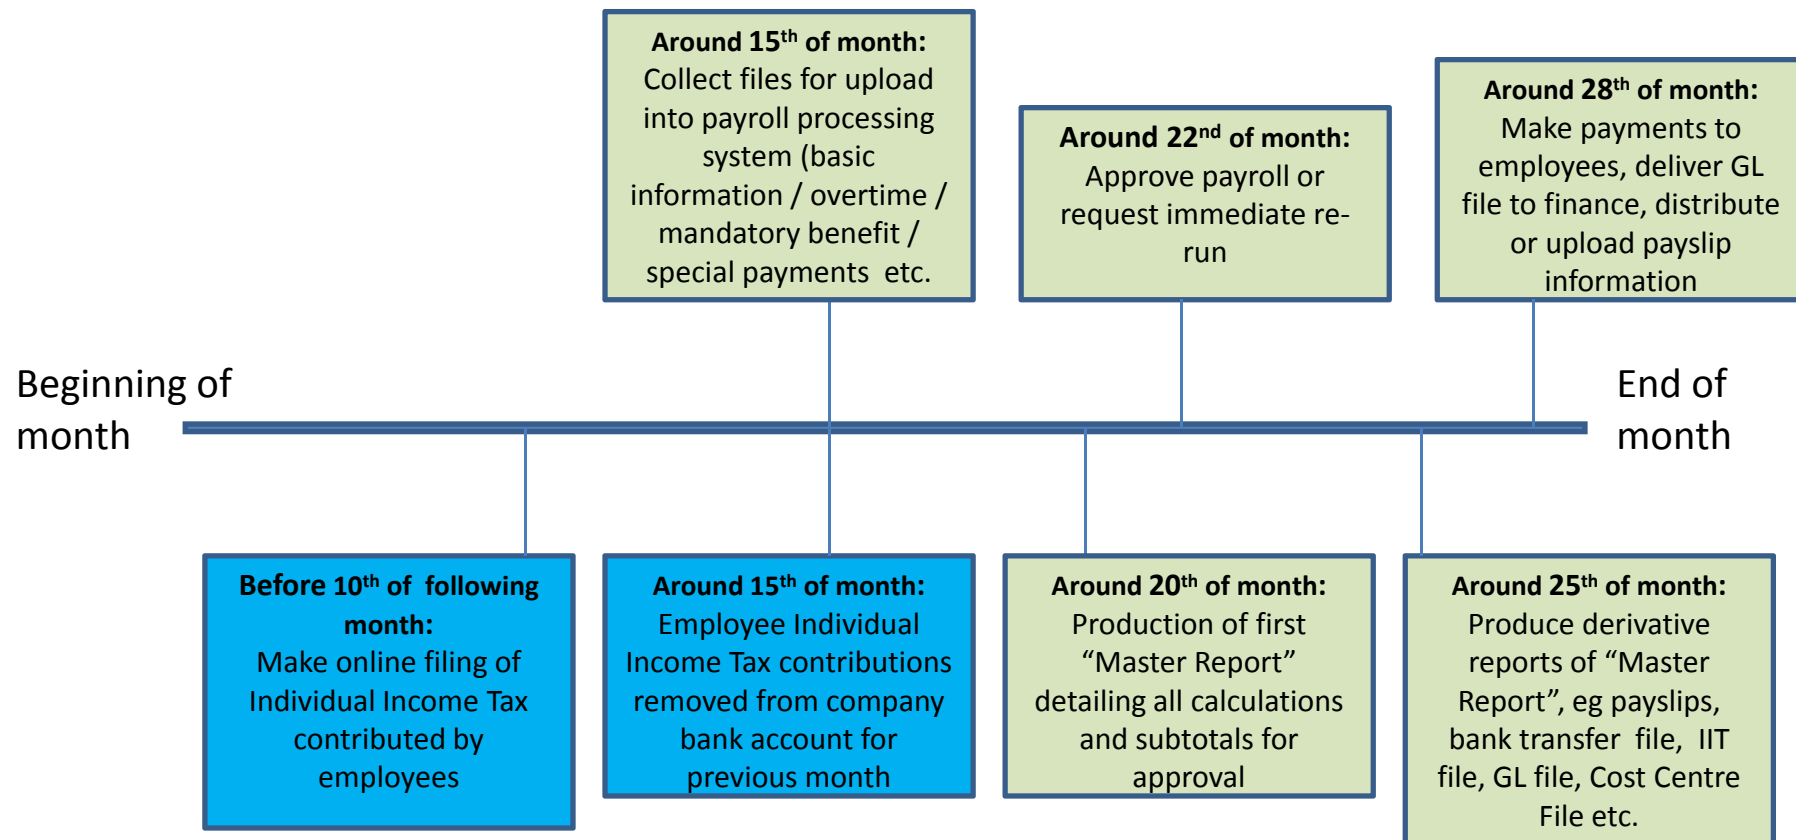 Around 15th of month:
Collect files for upload
into payroll processing
system (basic
information / overtime /
mandatory benefit /
special payments  etc.
Around 22nd of month:
Approve payroll or
request immediate re-
run
Around 28th of month:
Make payments to
employees, deliver GL
file to finance, distribute
or upload payslip
information
Beginning of
month
End of
month
Before 10th of  following
month:
Make online filing of
Individual Income Tax
contributed by
employees
Around 15th of month:
Employee Individual
Income Tax contributions
removed from company
bank account for
previous month
Around 20th of month:
Production of first
“Master Report”
detailing all calculations
and subtotals for
approval
Around 25th of month:
Produce derivative
reports of “Master
Report”, eg payslips,
bank transfer  file,  IIT
file, GL file, Cost Centre
File etc.